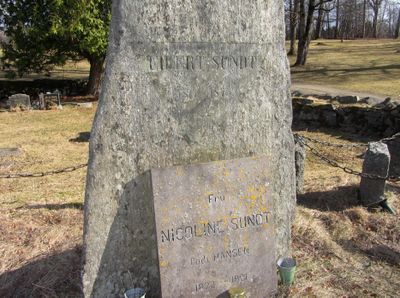 EILERT SUNDT
Fru
NICOLINE SUNDT
født HANSEN